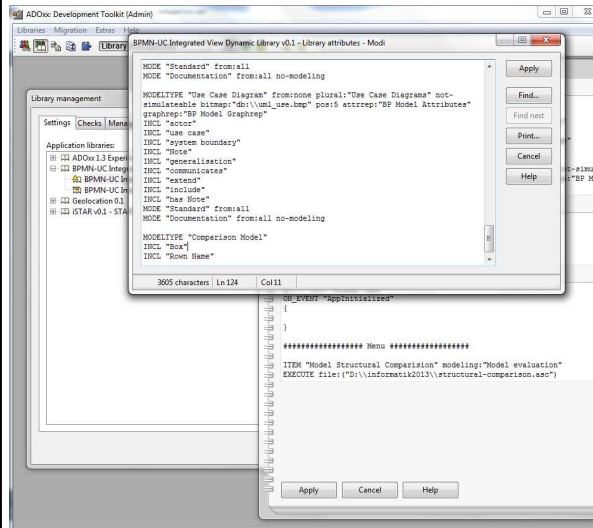 ADOxx: Development Toolkit (Admin)
Libraries Migration Extras Help
Library
BPMN-UC Integrated View Dynamic Library v0.1 - Library attributes - Modi
MODE "Standard" from:all
MODE "Documentation" from:all no-modeling
MODELTYPE "Use Case Diagram" from:none plural:"Use Case Diagrams" not-
simulateable bitmap:"db:\\uml_use.bmp" pos:5 attrrep:"BP Model Attributes"
graphrep:"BP Model Graphrep"
INCL "actor"
INCL "use case"
INCL "system boundary"
INCL "Note"
INCL "generalisation"
INCL "communicates"
INCL "extend"
INCL "include"
INCL "has Note"
MODE "Standard" from:all
MODE "Documentation" from:all no-modeling
MODELTYPE "Comparison Model"
INCL "Box"
INCL "Rown Name"
3605 characters Ln 124 Col 11
Apply
Find...
Find next
Print...
Cancel
Help
Library management
Settings Checks Mana
Application libraries:
ADOxx 1.3 Experi
BPMN-UC Integr
BPMN-UC In
BPMN-UC In
Geolocation 0.1
iSTAR v0.1 - STA
t-simu
:"BP M
ON_EVENT "AppInitialized"
{
}
################## Menu ##################
ITEM "Model Structural Comparision" modeling:"Model evaluation"
EXECUTE file:("D:\\informatik2013\\structural-comparison.asc")
Apply Cancel Help